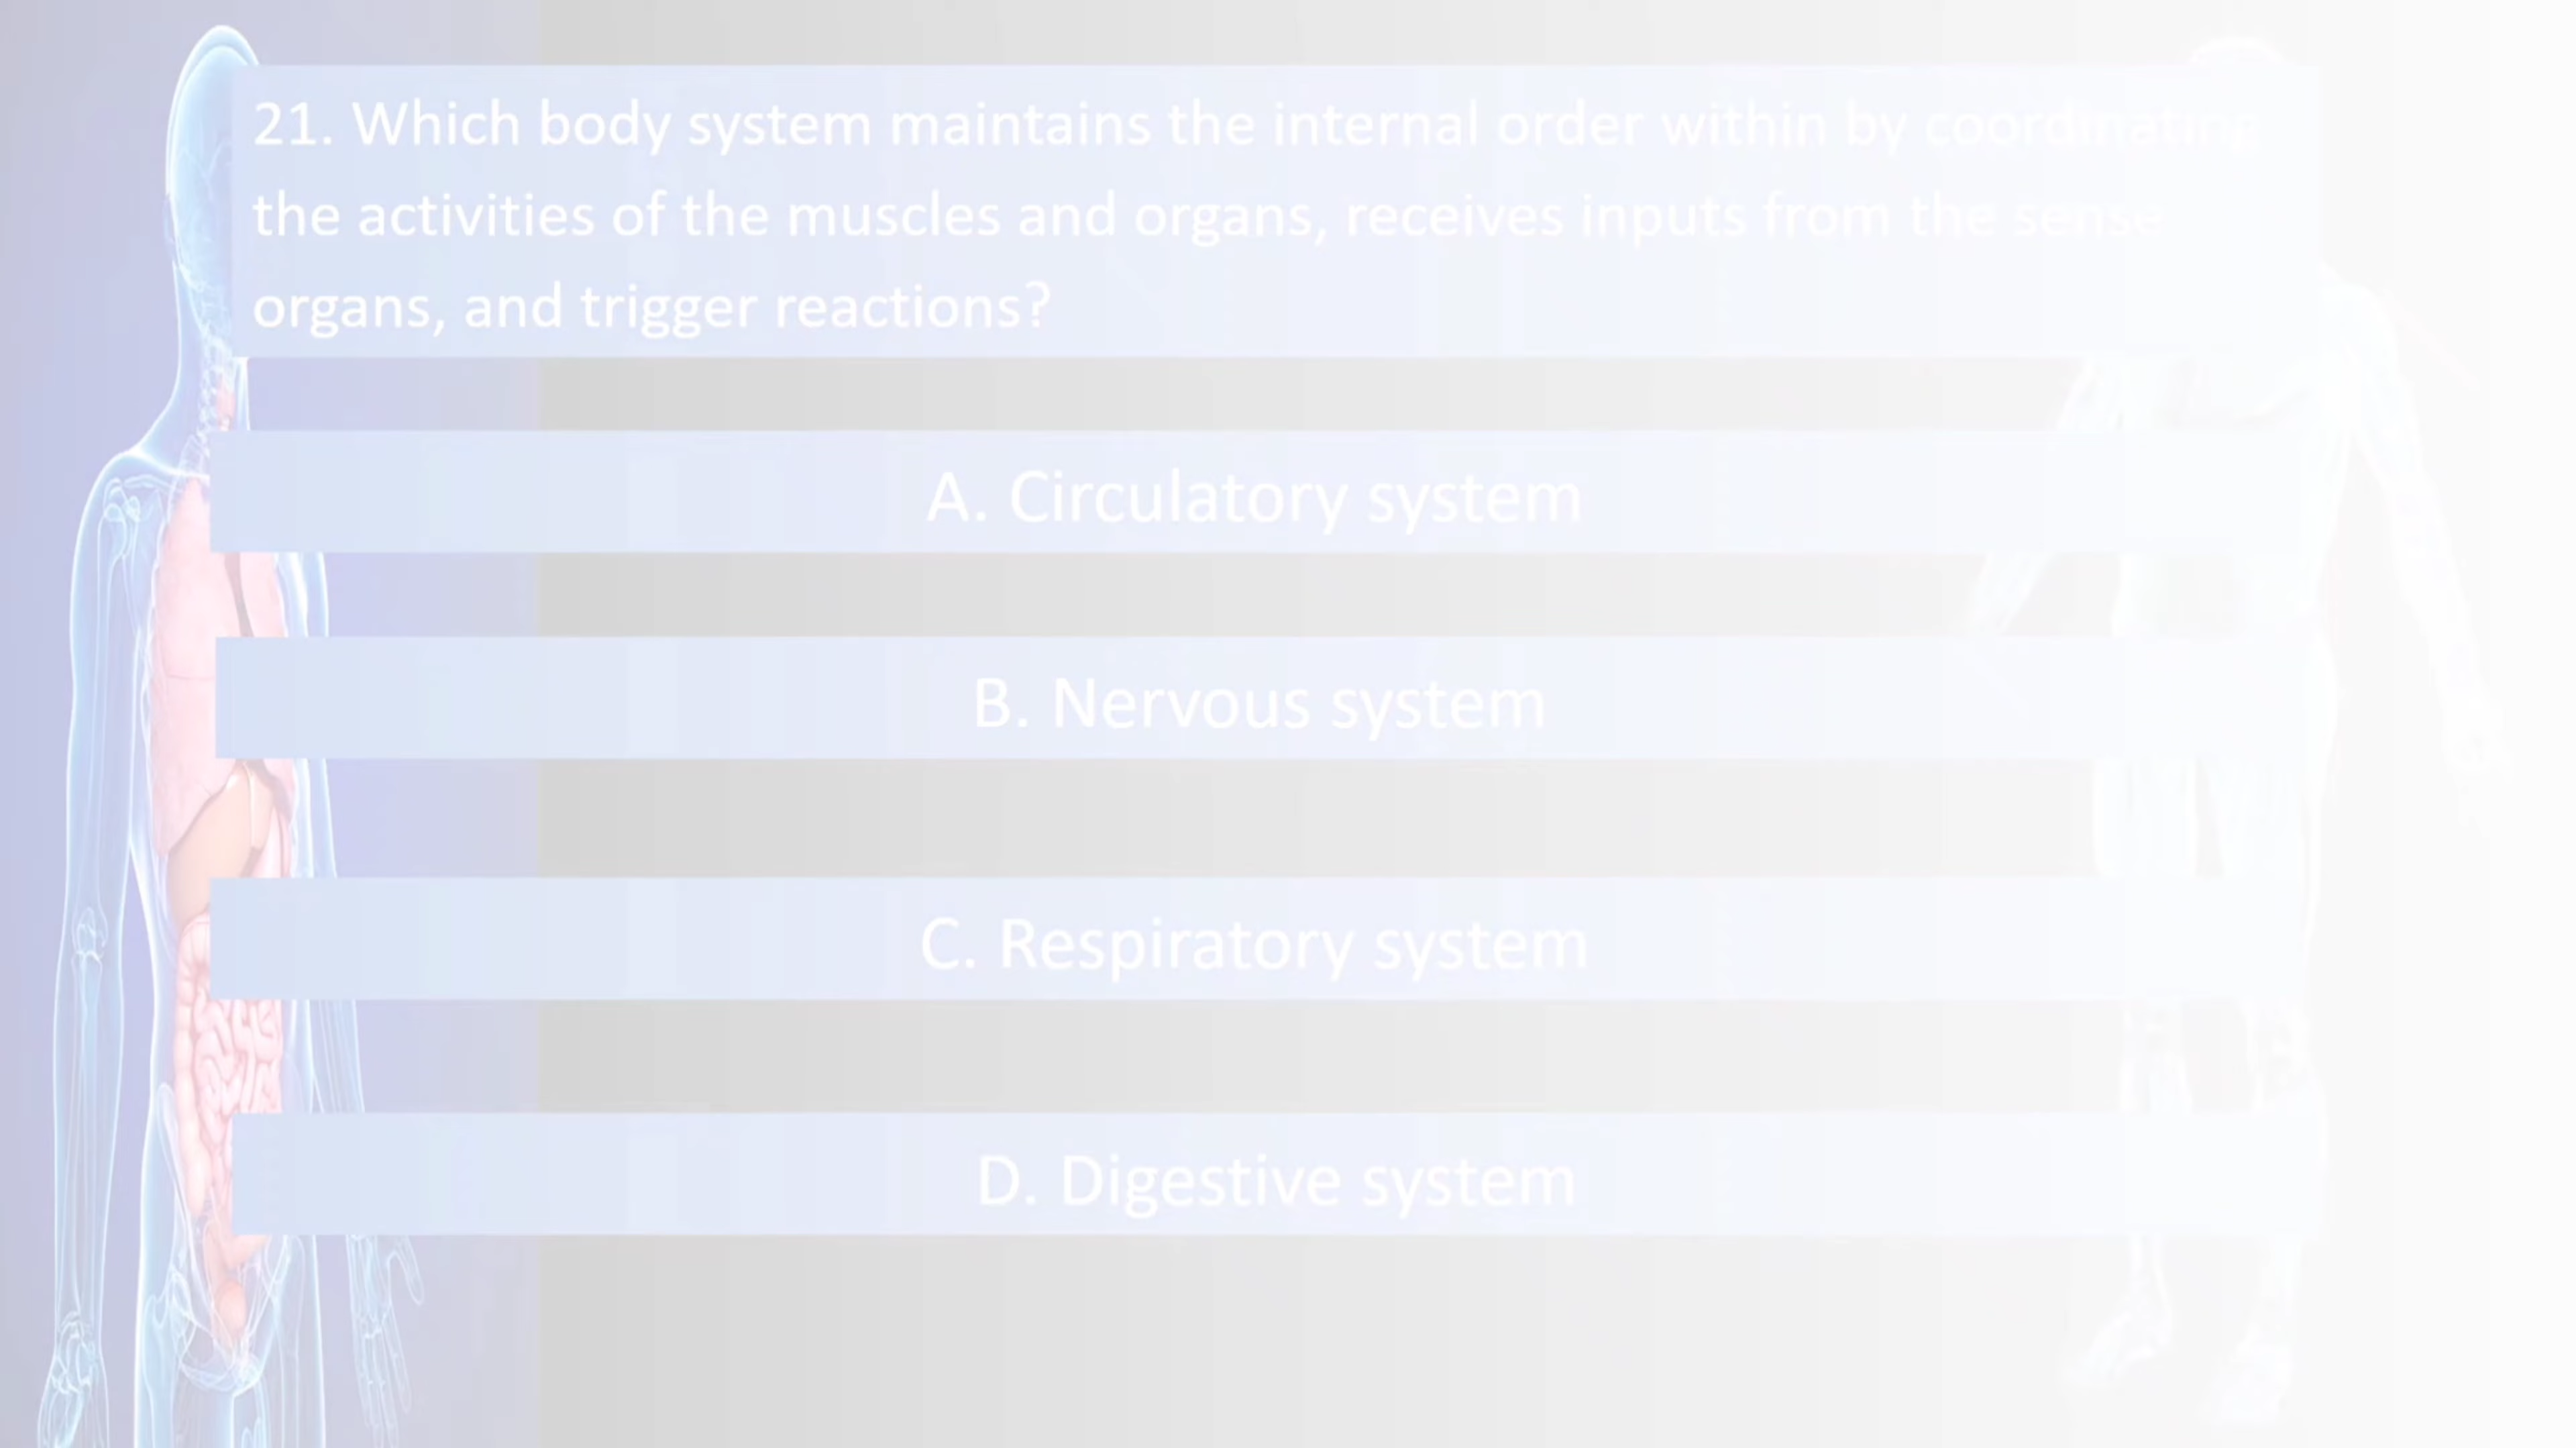 21. Which body system maintains the internal order within by coordinating
the activities of the muscles and organs, receives inputs from the sense
organs, and trigger reactions?
A. Circulatory system
B. Nervous system
C. Respiratory system
D. Digestive system